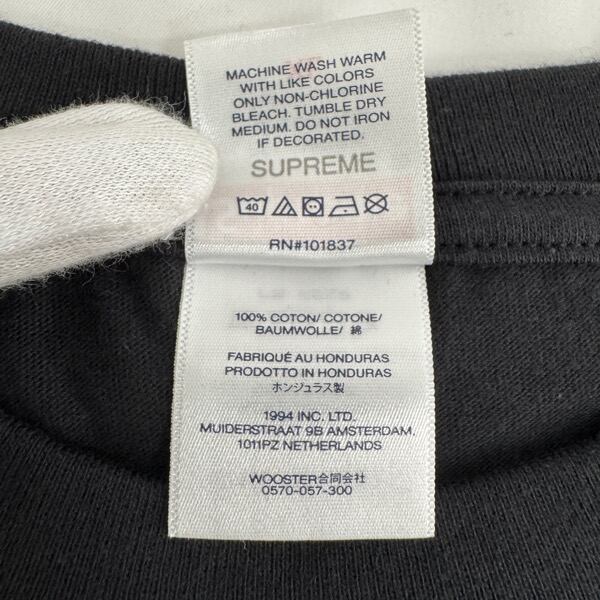 MACHINE WASH WARM
WITH LIKE COLORS
ONLY NON-CHLORINE
BLEACH. TUMBLE DRY
MEDIUM. DO NOT IRON
IF DECORATED.
SUPREME
40
RN#101837
100% COTON/ COTONE/
BAUMWOLLE/ 綿
FABRIQUÉ AU HONDURAS
PRODOTTO IN HONDURAS
ホンジュラス製
1994 INC. LTD.
MUIDERSTRAAT 9B AMSTERDAM,
1011PZ NETHERLANDS
WOOSTER合同会社
0570-057-300